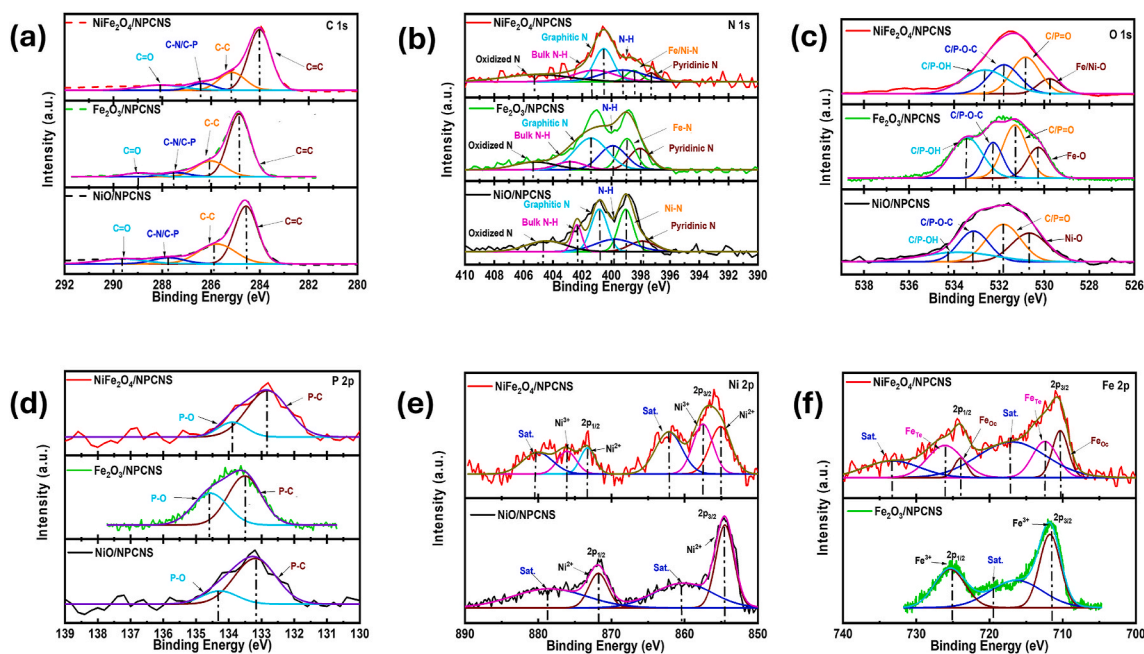 (a)
C 1s
NiFe₂O₄/NPCNS
C=O
C-N/C-P
C-C
C=C
Fe₂O₃/NPCNS
C=O
C-N/C-P
C-C
C=C
NiO/NPCNS
C=O
C-N/C-P
C-C
C=C
Intensity (a.u.)
292 290 288 286 284 282 280
Binding Energy (eV)
(b)
N 1s
NiFe₂O₄/NPCNS
Graphitic N
N-H
Bulk N-H
Fe/Ni-N
Oxidized N
Pyridinic N
Fe₂O₃/NPCNS
N-H
Graphitic N
Fe-N
Bulk N-H
Pyridinic N
Oxidized N
NiO/NPCNS
N-H
Graphitic N
Ni-N
Bulk N-H
Pyridinic N
Oxidized N
Intensity (a.u.)
410 408 406 404 402 400 398 396 394 392 390
Binding Energy (eV)
(c)
O 1s
NiFe₂O₄/NPCNS
C/P-O-C
C/P=O
C/P-OH
Fe/Ni-O
Fe₂O₃/NPCNS
C/P-O-C
C/P=O
C/P-OH
Fe-O
NiO/NPCNS
C/P-O-C
C/P=O
C/P-OH
Ni-O
Intensity (a.u.)
538 536 534 532 530 528 526
Binding Energy (eV)
(d)
P 2p
NiFe₂O₄/NPCNS
P-O
P-C
Fe₂O₃/NPCNS
P-O
P-C
NiO/NPCNS
P-O
P-C
Intensity (a.u.)
139 138 137 136 135 134 133 132 131 130
Binding Energy (eV)
(e)
Ni 2p
NiFe₂O₄/NPCNS
2p₃/₂
Ni³⁺
Ni²⁺
Sat.
Ni³⁺
2p₁/₂
Ni²⁺
Sat.
NiO/NPCNS
2p₃/₂
Ni²⁺
2p₁/₂
Ni²⁺
Sat.
Sat.
Intensity (a.u.)
890 880 870 860 850
Binding Energy (eV)
(f)
Fe 2p
NiFe₂O₄/NPCNS
2p₃/₂
Fe_Te
2p₁/₂
Fe_Oc
Sat.
Fe_Te
Sat.
Fe_Oc
Fe₂O₃/NPCNS
Fe³⁺
2p₃/₂
Fe³⁺
2p₁/₂
Sat.
Intensity (a.u.)
740 730 720 710 700
Binding Energy (eV)